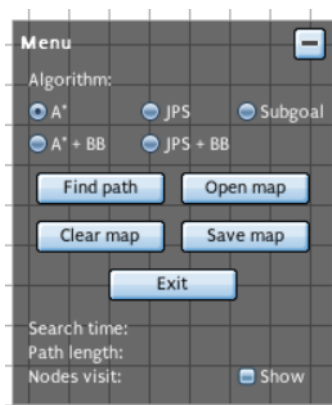 Menu
Algorithm:
A* JPS Subgoal
A* + BB JPS + BB
Find path Open map
Clear map Save map
Exit
Search time:
Path length:
Nodes visit: Show